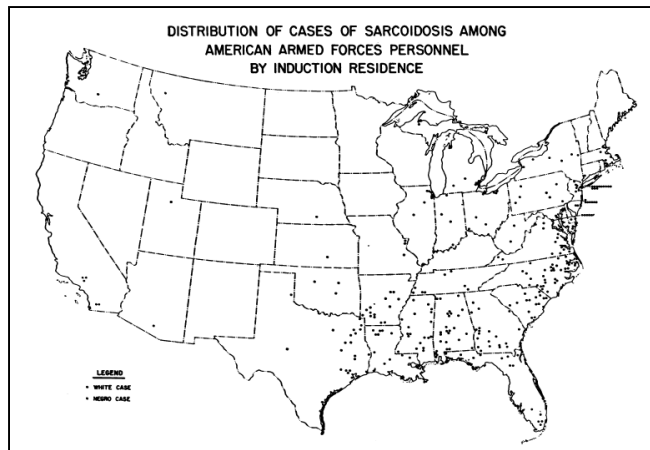 DISTRIBUTION OF CASES OF SARCOIDOSIS AMONG
AMERICAN ARMED FORCES PERSONNEL
BY INDUCTION RESIDENCE
LEGEND
WHITE CASE
NEGRO CASE